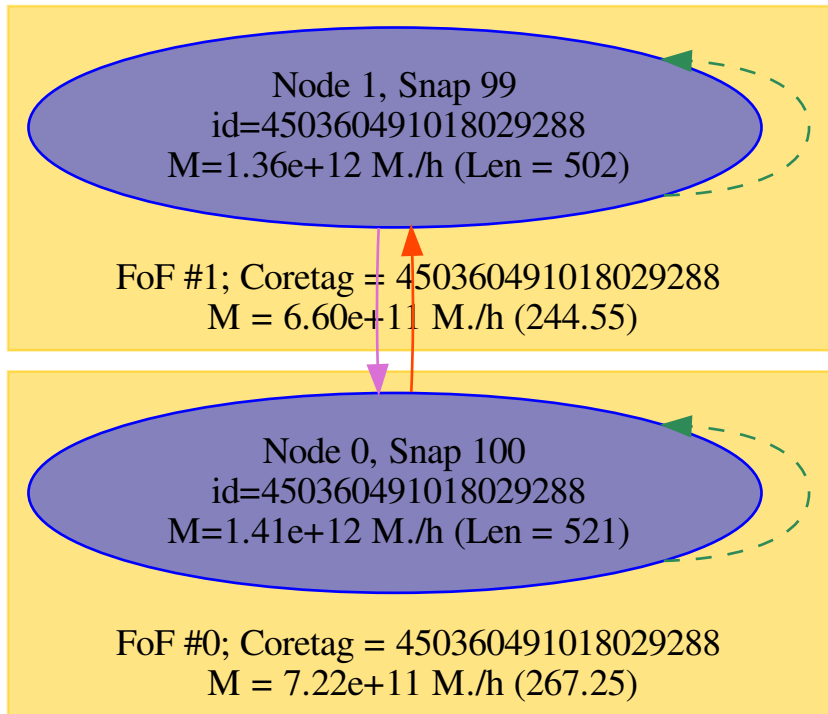 Node 1, Snap 99
id=450360491018029288
M=1.36e+12 M./h (Len = 502)
FoF #1; Coretag = 450360491018029288
M = 6.60e+11 M./h (244.55)
Node 0, Snap 100
id=450360491018029288
M=1.41e+12 M./h (Len = 521)
FoF #0; Coretag = 450360491018029288
M = 7.22e+11 M./h (267.25)